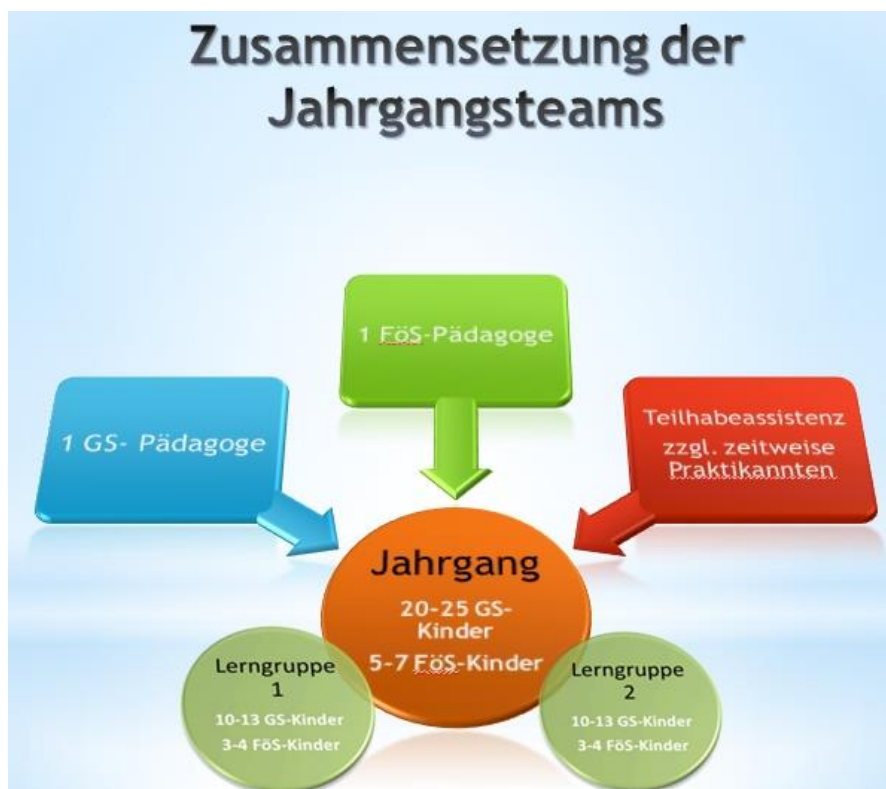 Zusammensetzung der
Jahrgangsteams
1 FöS-Pädagoge
1 GS- Pädagoge
Teilhabeassistenz
zzgl. zeitweise
Praktikannten
Jahrgang
20-25 GS-
Kinder
5-7 FöS-Kinder
Lerngruppe
1
10-13 GS-Kinder
3-4 FöS-Kinder
Lerngruppe
2
10-13 GS-Kinder
3-4 FöS-Kinder